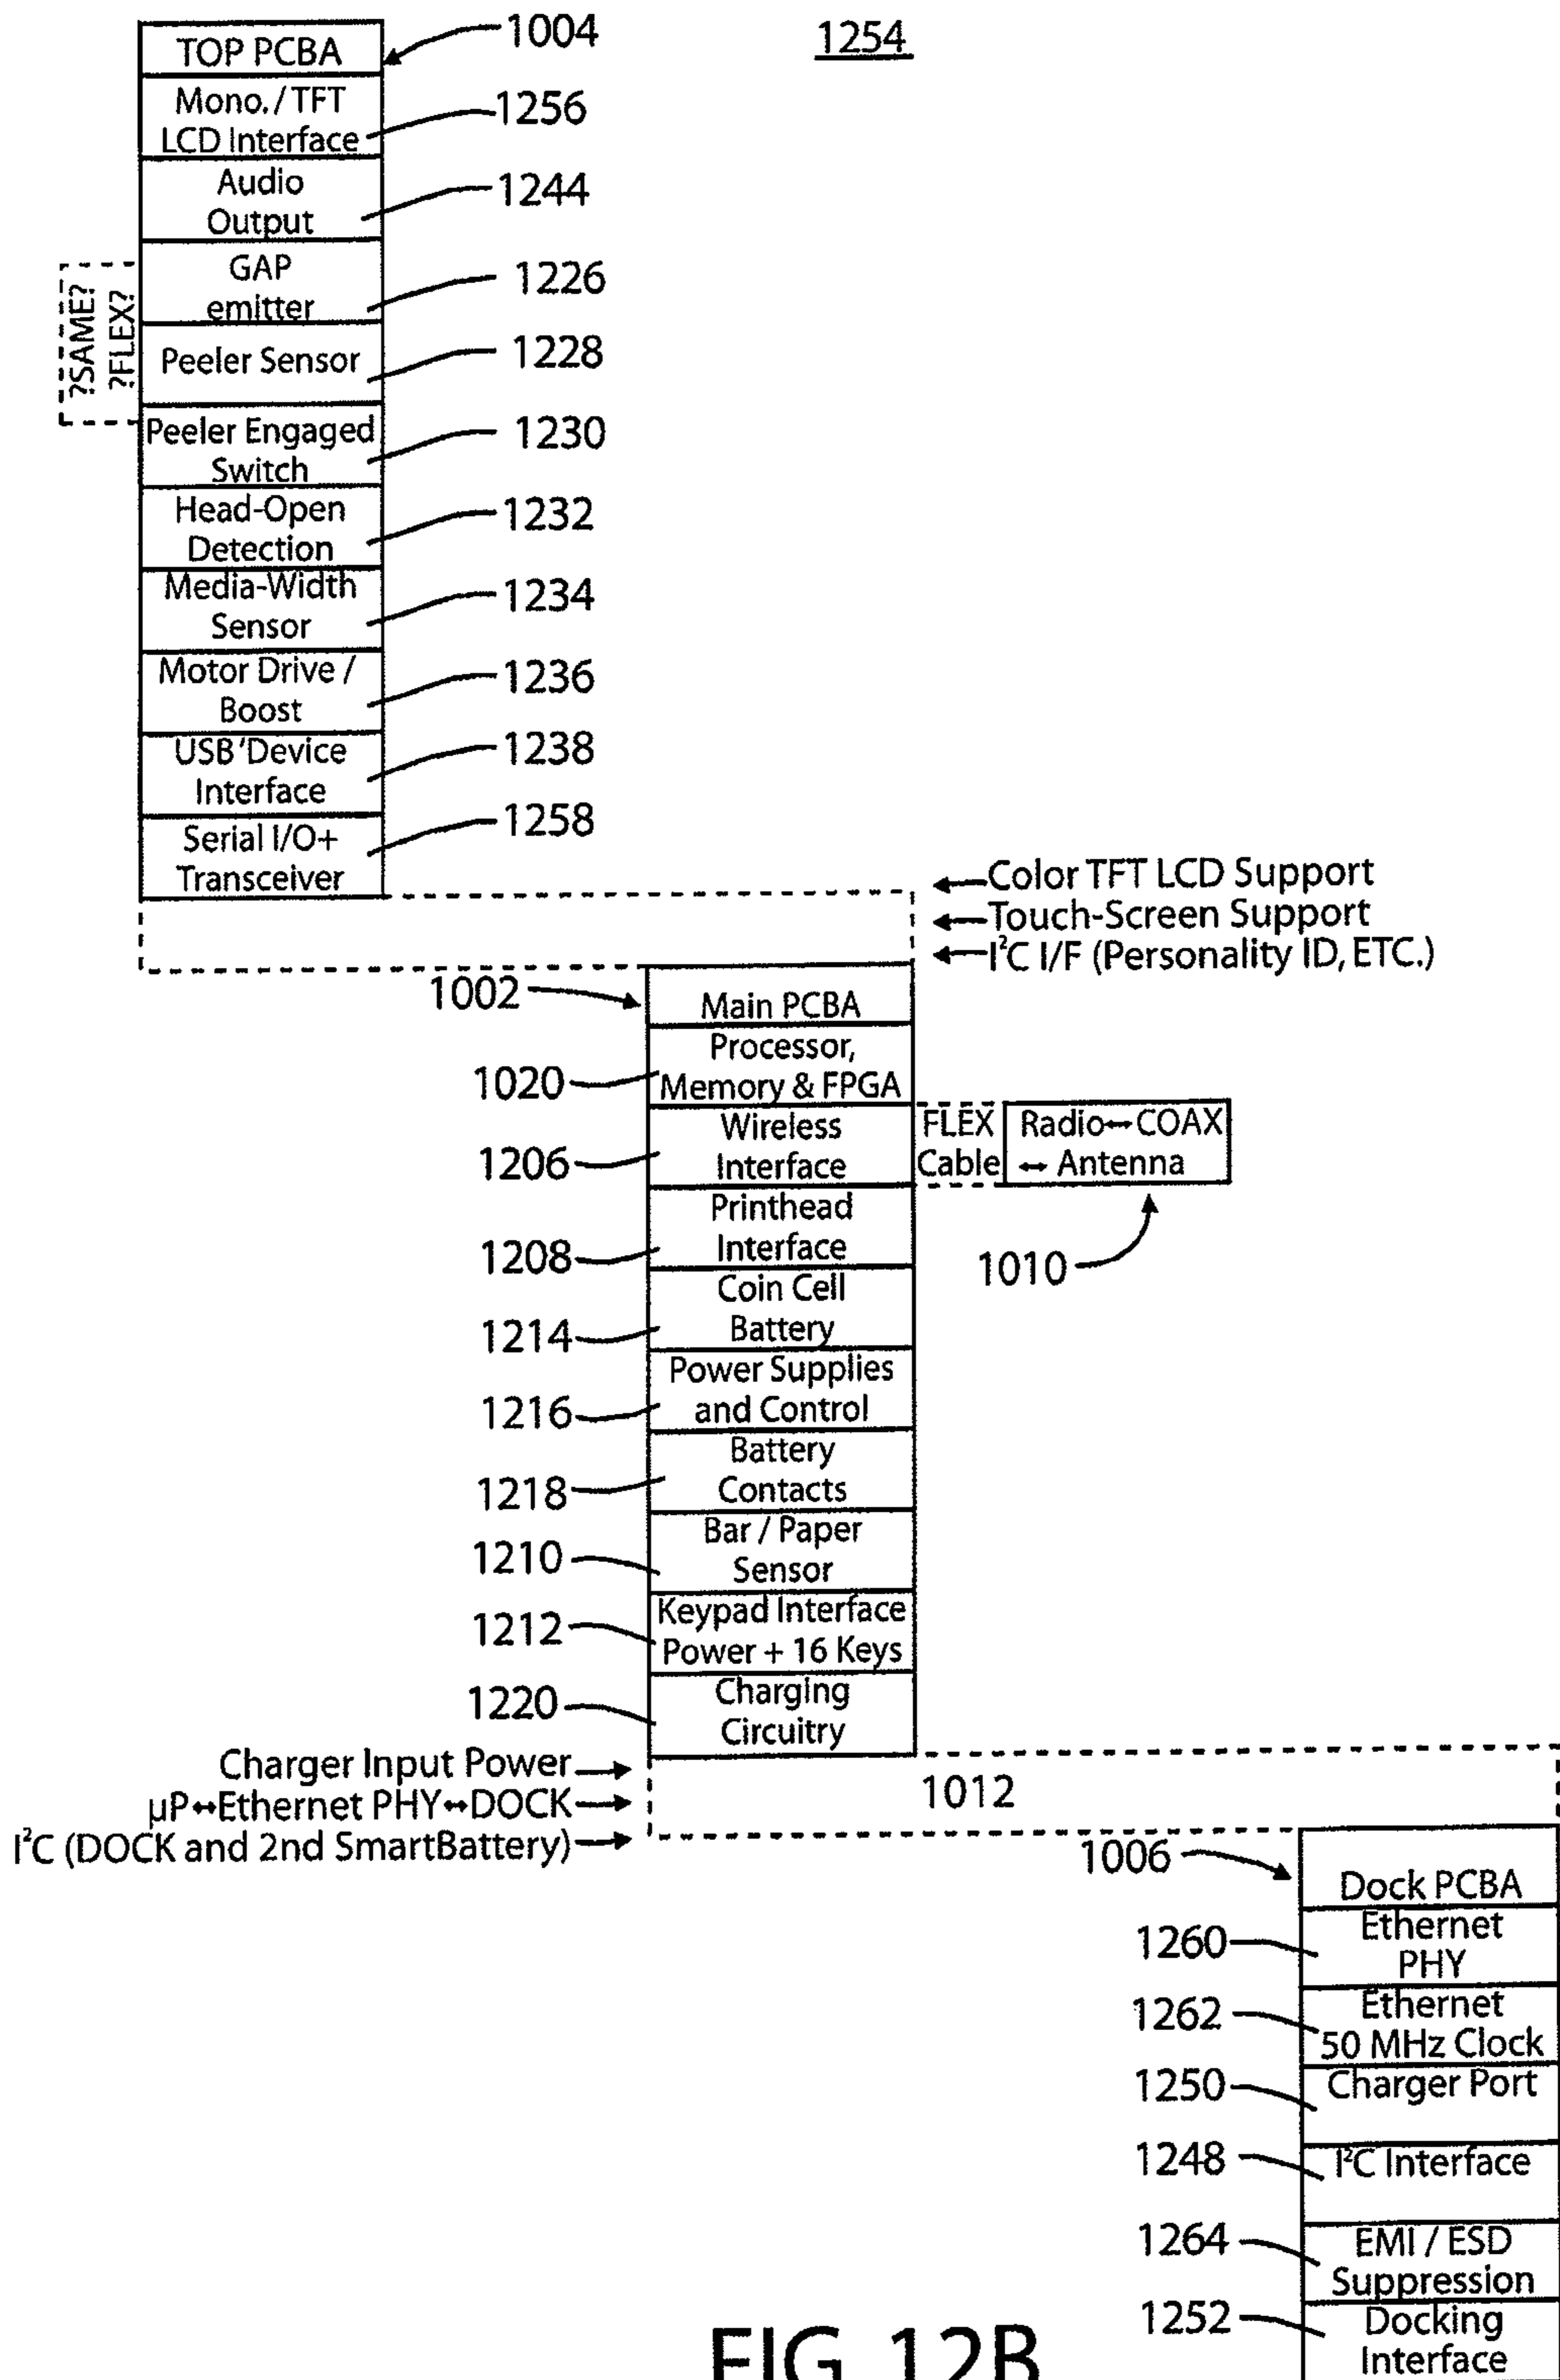 1254
TOP PCBA
1004
Mono. / TFT
LCD Interface
1256
Audio
Output
1244
GAP
emitter
1226
?SAME?
?FLEX?
Peeler Sensor
1228
Peeler Engaged
Switch
1230
Head-Open
Detection
1232
Media-Width
Sensor
1234
Motor Drive /
Boost
1236
USB'Device
Interface
1238
Serial I/O+
Transceiver
1258
Color TFT LCD Support
Touch-Screen Support
I²C I/F (Personality ID, ETC.)
1002
Main PCBA
1020
Processor,
Memory & FPGA
1206
Wireless
Interface
FLEX
Cable
Radio↔COAX
↔ Antenna
1010
1208
Printhead
Interface
1214
Coin Cell
Battery
1216
Power Supplies
and Control
1218
Battery
Contacts
1210
Bar / Paper
Sensor
1212
Keypad Interface
Power + 16 Keys
1220
Charging
Circuitry
Charger Input Power
µP↔Ethernet PHY↔DOCK
I²C (DOCK and 2nd SmartBattery)
1012
1006
Dock PCBA
1260
Ethernet
PHY
1262
Ethernet
50 MHz Clock
1250
Charger Port
1248
I²C Interface
1264
EMI / ESD
Suppression
1252
Docking
Interface
FIG. 12B